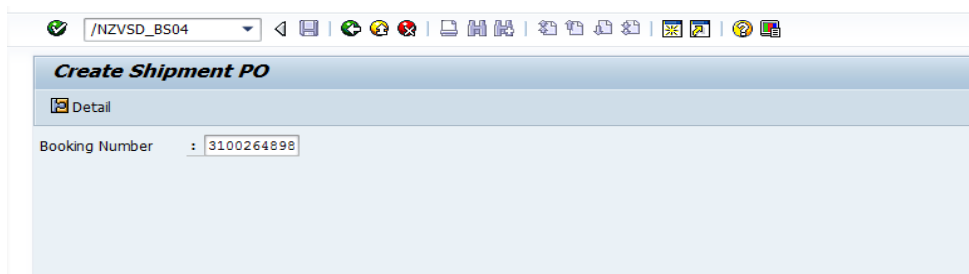 /NZVSD_BS04
Create Shipment PO
Detail
Booking Number : 3100264898